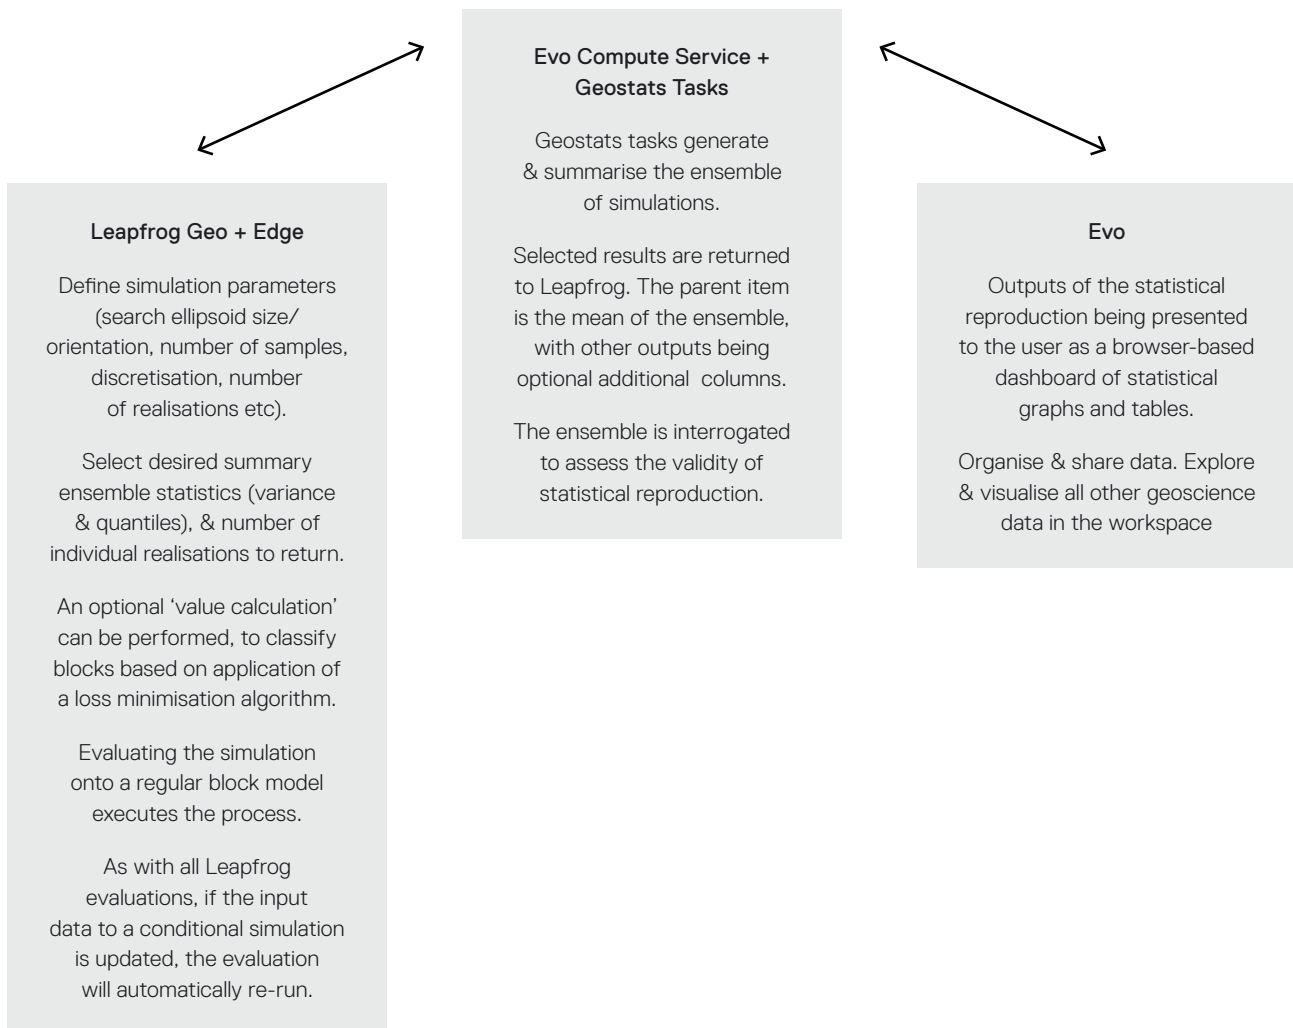 Leapfrog Geo + Edge
Define simulation parameters
(search ellipsoid size/
orientation, number of samples,
discretisation, number
of realisations etc).
Select desired summary
ensemble statistics (variance
& quantiles), & number of
individual realisations to return.
An optional ‘value calculation’
can be performed, to classify
blocks based on application of
a loss minimisation algorithm.
Evaluating the simulation
onto a regular block model
executes the process.
As with all Leapfrog
evaluations, if the input
data to a conditional simulation
is updated, the evaluation
will automatically re-run.
Evo Compute Service +
Geostats Tasks
Geostats tasks generate
& summarise the ensemble
of simulations.
Selected results are returned
to Leapfrog. The parent item
is the mean of the ensemble,
with other outputs being
optional additional columns.
The ensemble is interrogated
to assess the validity of
statistical reproduction.
Evo
Outputs of the statistical
reproduction being presented
to the user as a browser-based
dashboard of statistical
graphs and tables.
Organise & share data. Explore
& visualise all other geoscience
data in the workspace